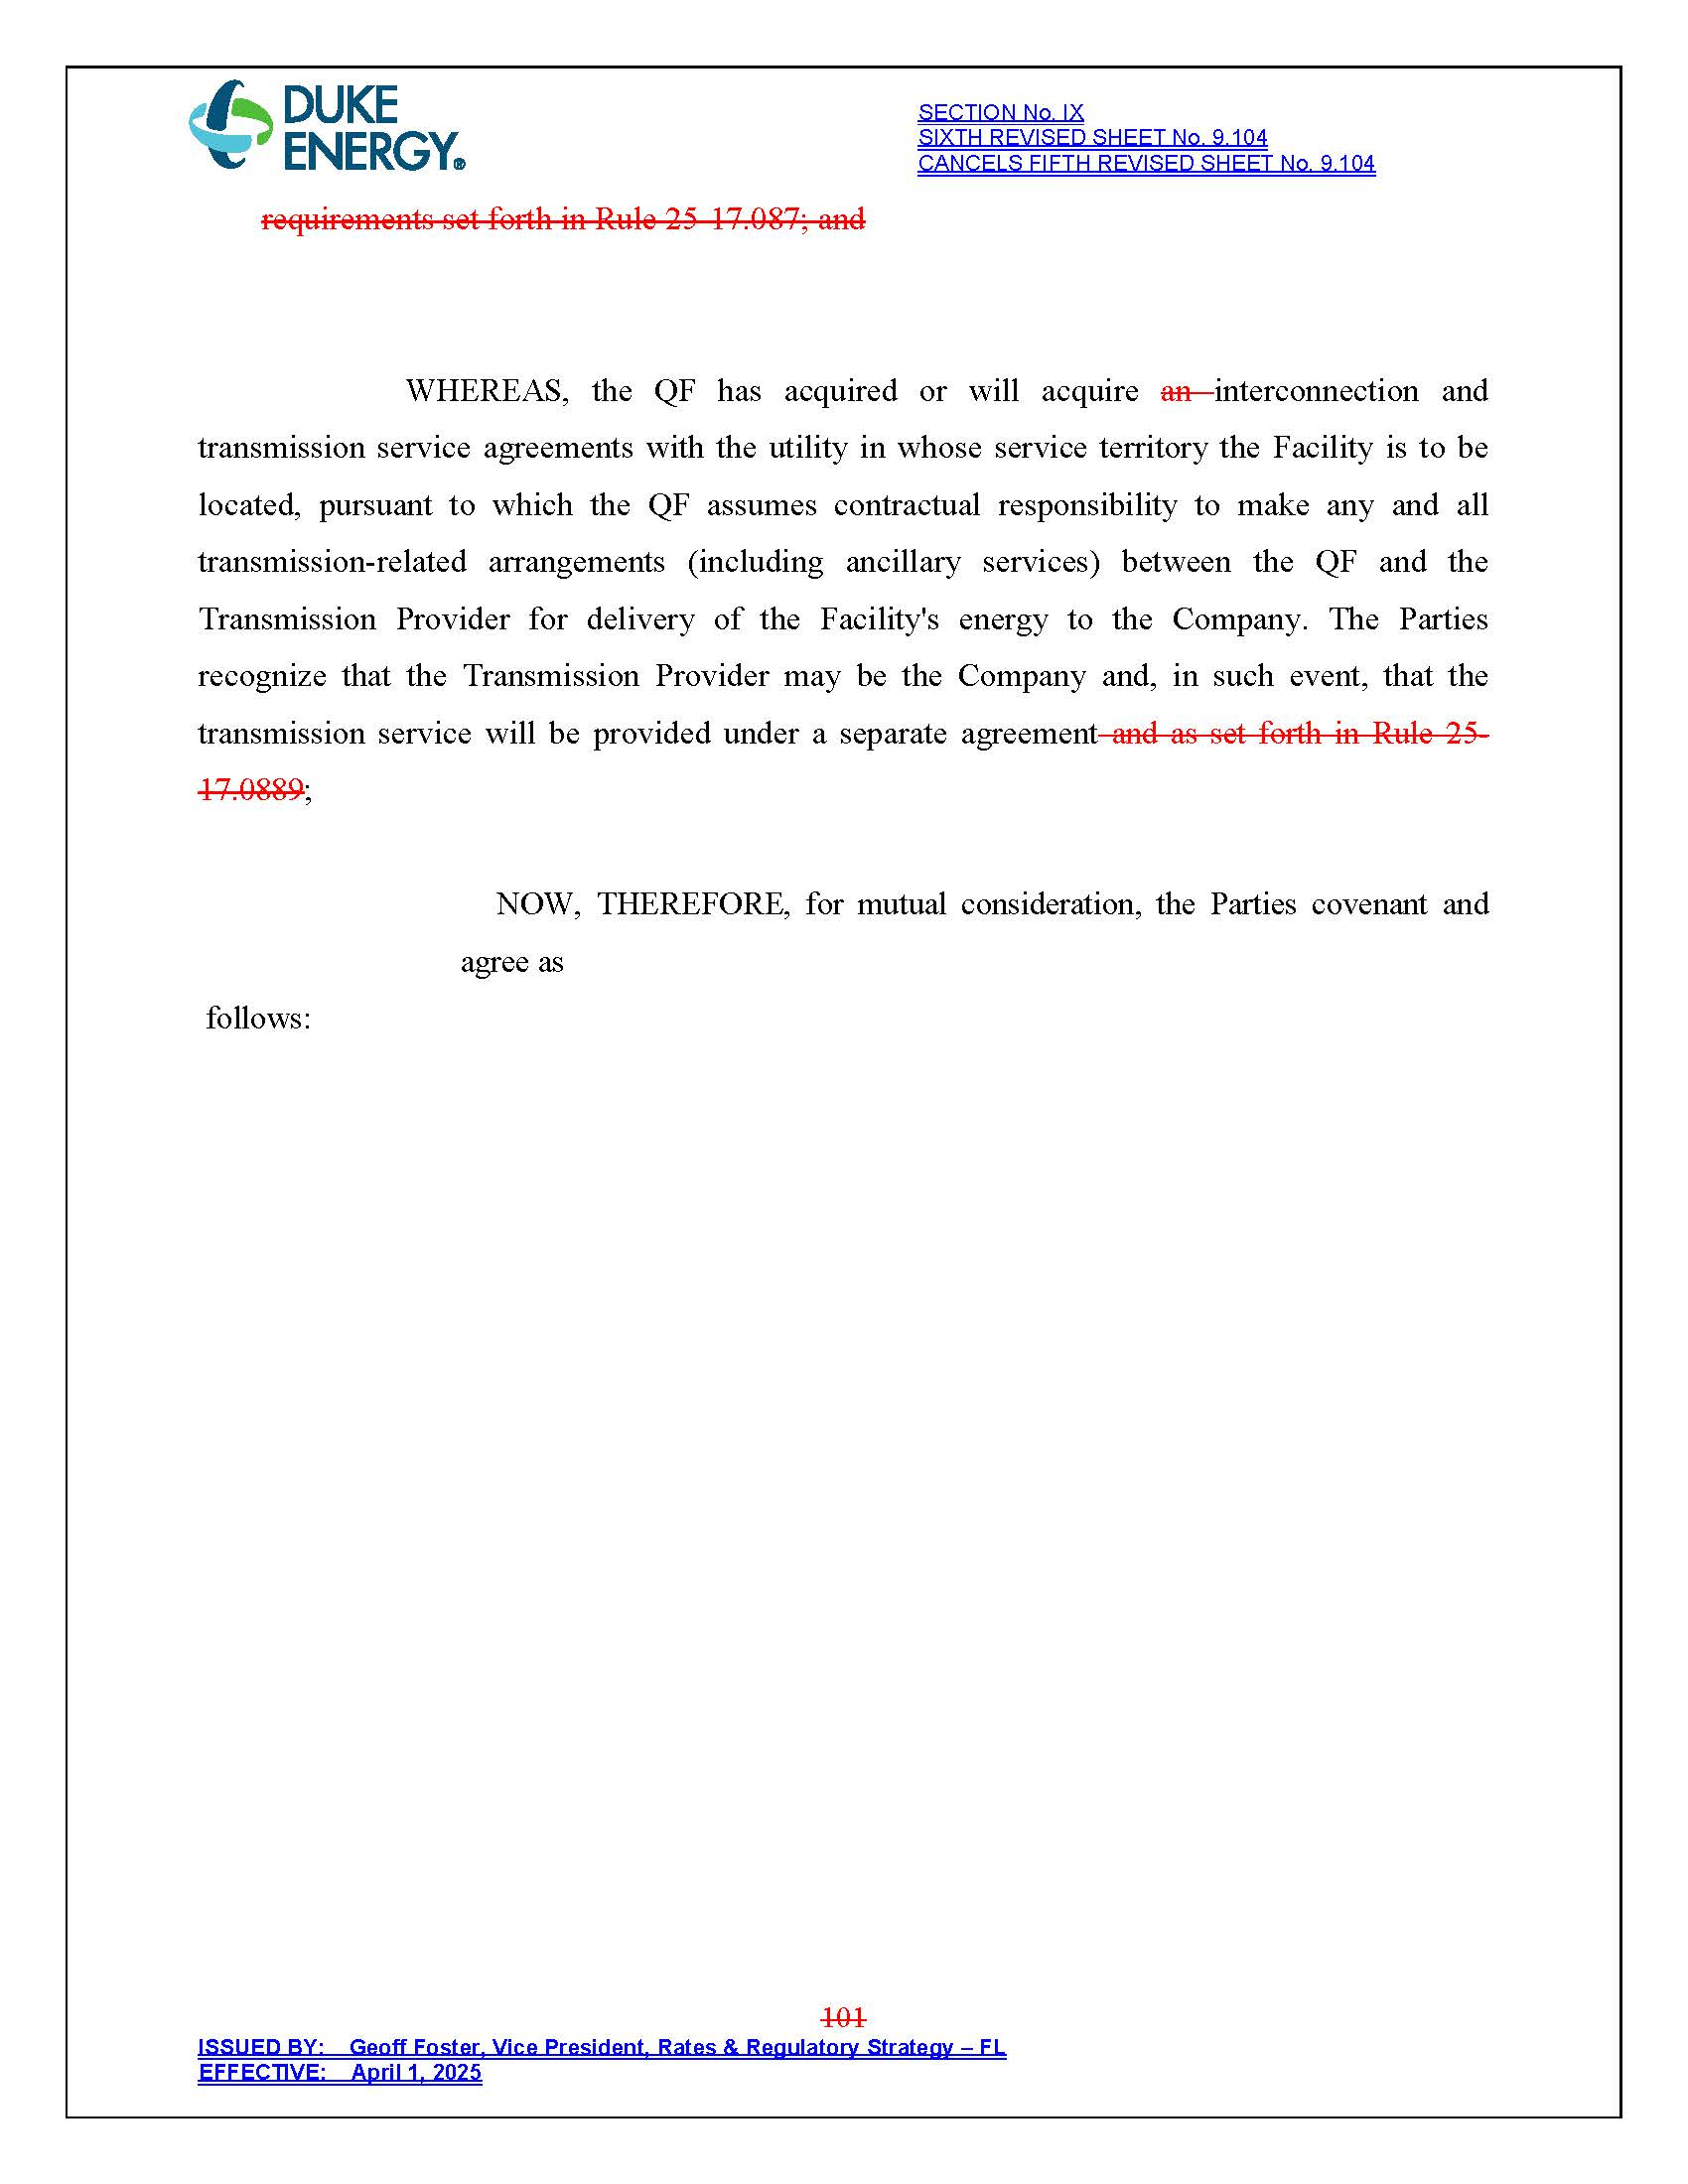 DUKE
ENERGY®
SECTION No. IX
SIXTH REVISED SHEET No. 9.104
CANCELS FIFTH REVISED SHEET No. 9.104
requirements set forth in Rule 25-17.087; and
WHEREAS, the QF has acquired or will acquire an interconnection and
transmission service agreements with the utility in whose service territory the Facility is to be
located, pursuant to which the QF assumes contractual responsibility to make any and all
transmission-related arrangements (including ancillary services) between the QF and the
Transmission Provider for delivery of the Facility's energy to the Company. The Parties
recognize that the Transmission Provider may be the Company and, in such event, that the
transmission service will be provided under a separate agreement and as set forth in Rule 25-
17.0889;
NOW, THEREFORE, for mutual consideration, the Parties covenant and
agree as
follows:
101
ISSUED BY: Geoff Foster, Vice President, Rates & Regulatory Strategy – FL
EFFECTIVE: April 1, 2025